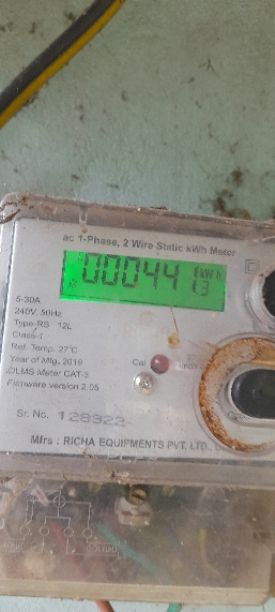 ac 1-Phase, 2 Wire Static kWh Meter
00044
kWh
5-30A
240V, 50Hz
Type-RS 12L
Class-1
Ref. Temp. 27°C
Year of Mfg. 2019
DLMS Meter CAT-3
Firmware version 2.05
Cal
Sr. No. 128322
Mfrs : RICHA EQUIPMENTS PVT. LTD.,